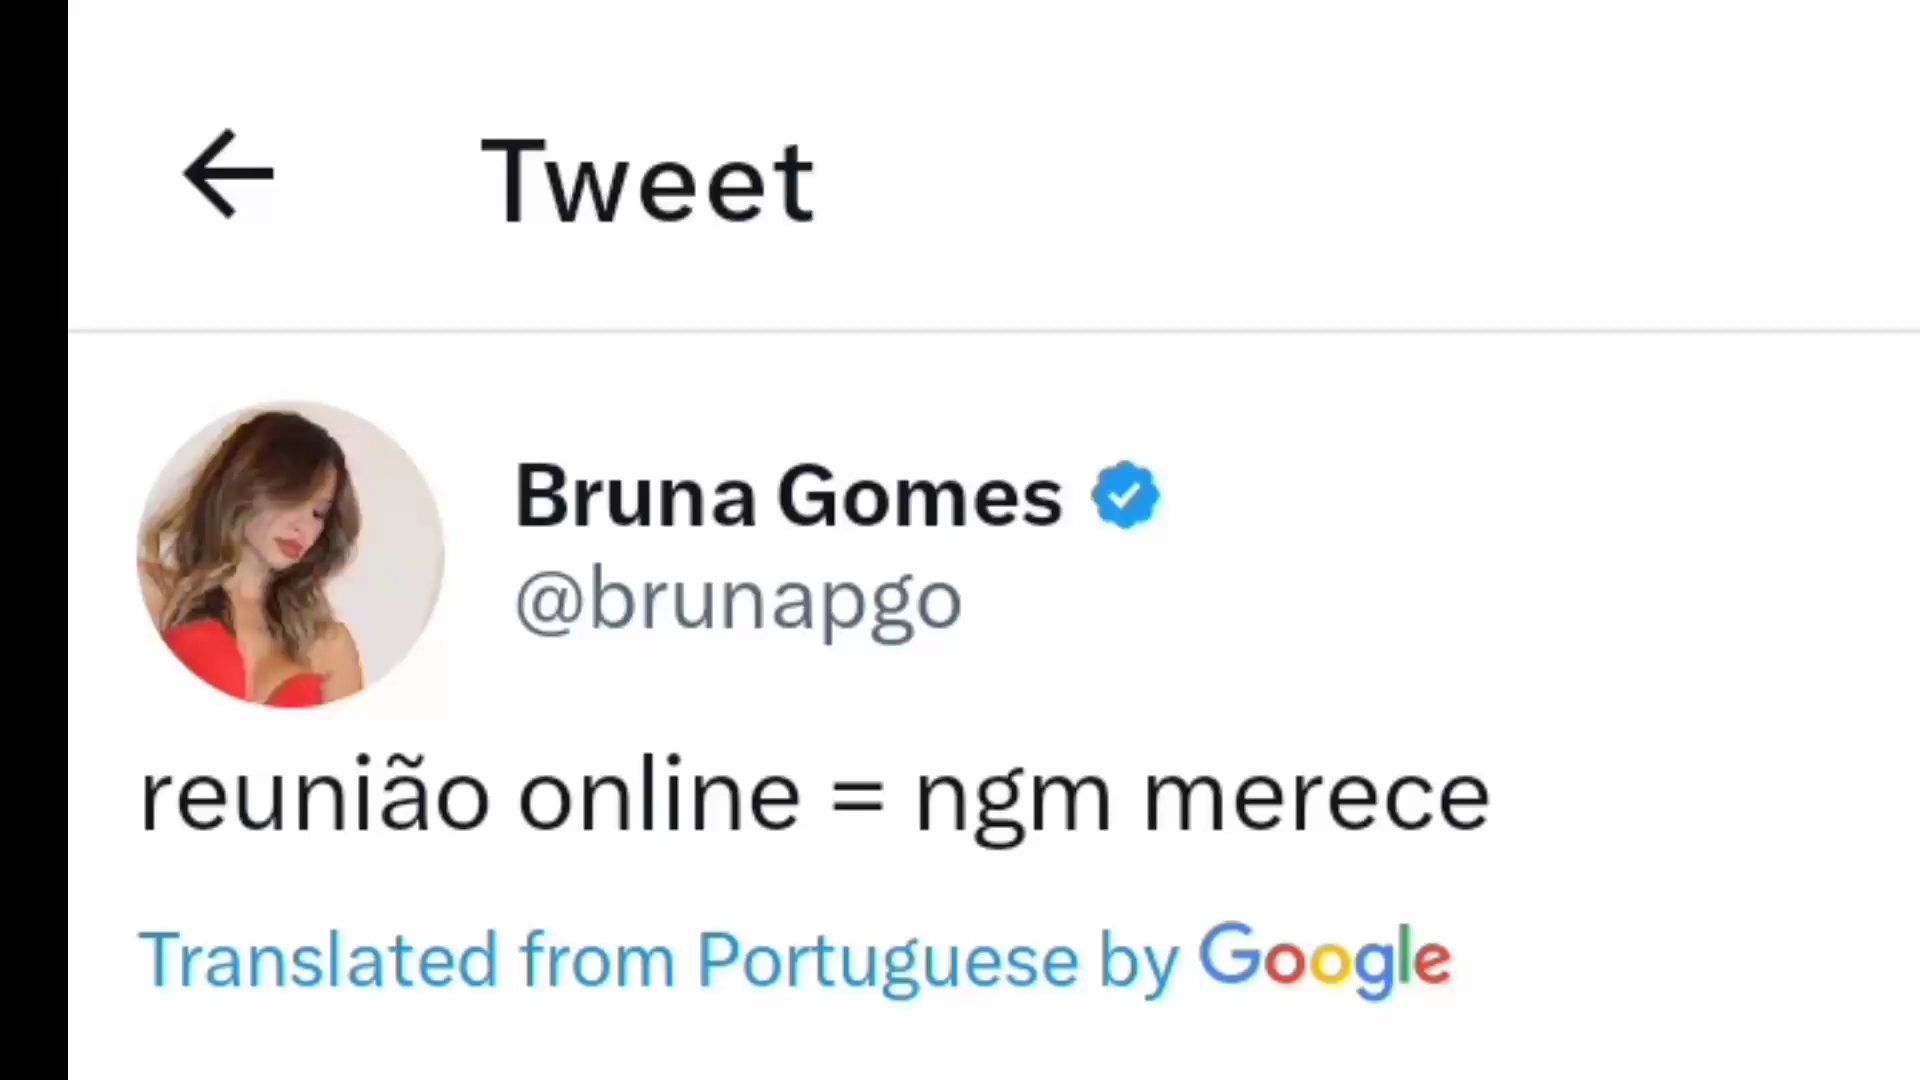 Tweet
Bruna Gomes
@brunapgo
reunião online = ngm merece
Translated from Portuguese by Google